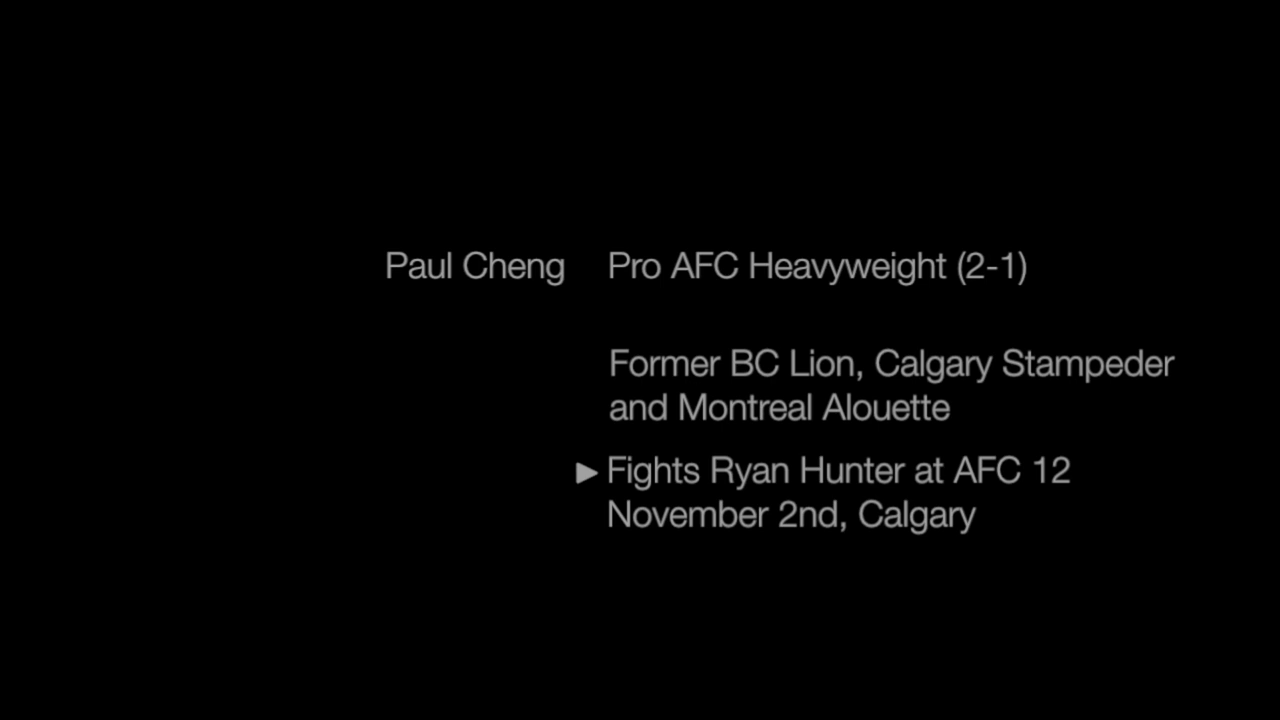 Paul Cheng Pro AFC Heavyweight (2-1)
Former BC Lion, Calgary Stampeder
and Montreal Alouette
▶ Fights Ryan Hunter at AFC 12
November 2nd, Calgary